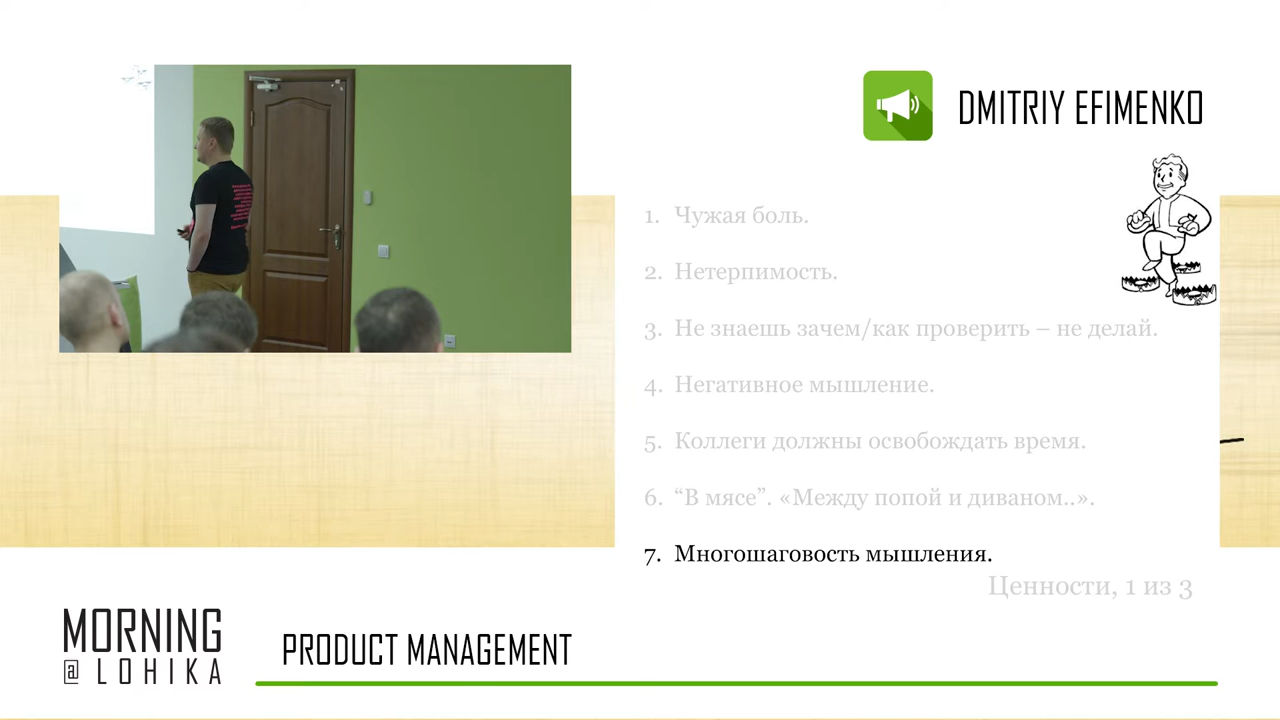 DMITRIY EFIMENKO
1. Чужая боль.
2. Нетерпимость.
3. Не знаешь зачем/как проверить – не делай.
4. Негативное мышление.
5. Коллеги должны освобождать время.
6. “В мясе”. «Между попой и диваном..».
7. Многошаговость мышления.
Ценности, 1 из 3
MORNING
@ LOHIKA
PRODUCT MANAGEMENT